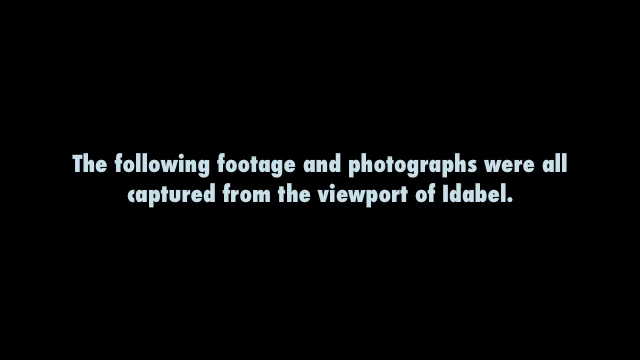 The following footage and photographs were all
captured from the viewport of Idabel.